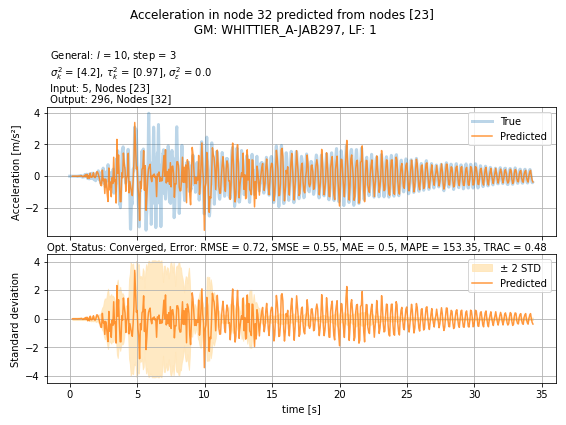 Acceleration in node 32 predicted from nodes [23]
GM: WHITTIER_A-JAB297, LF: 1
General: l = 10, step = 3
σ²ₖ = [4.2], τ²ₖ = [0.97], σ²ε = 0.0
Input: 5, Nodes [23]
Output: 296, Nodes [32]
Acceleration [m/s²]
4
2
0
−2
True
Predicted
Opt. Status: Converged, Error: RMSE = 0.72, SMSE = 0.55, MAE = 0.5, MAPE = 153.35, TRAC = 0.48
Standard deviation
4
2
0
−2
−4
± 2 STD
Predicted
0 5 10 15 20 25 30 35
time [s]